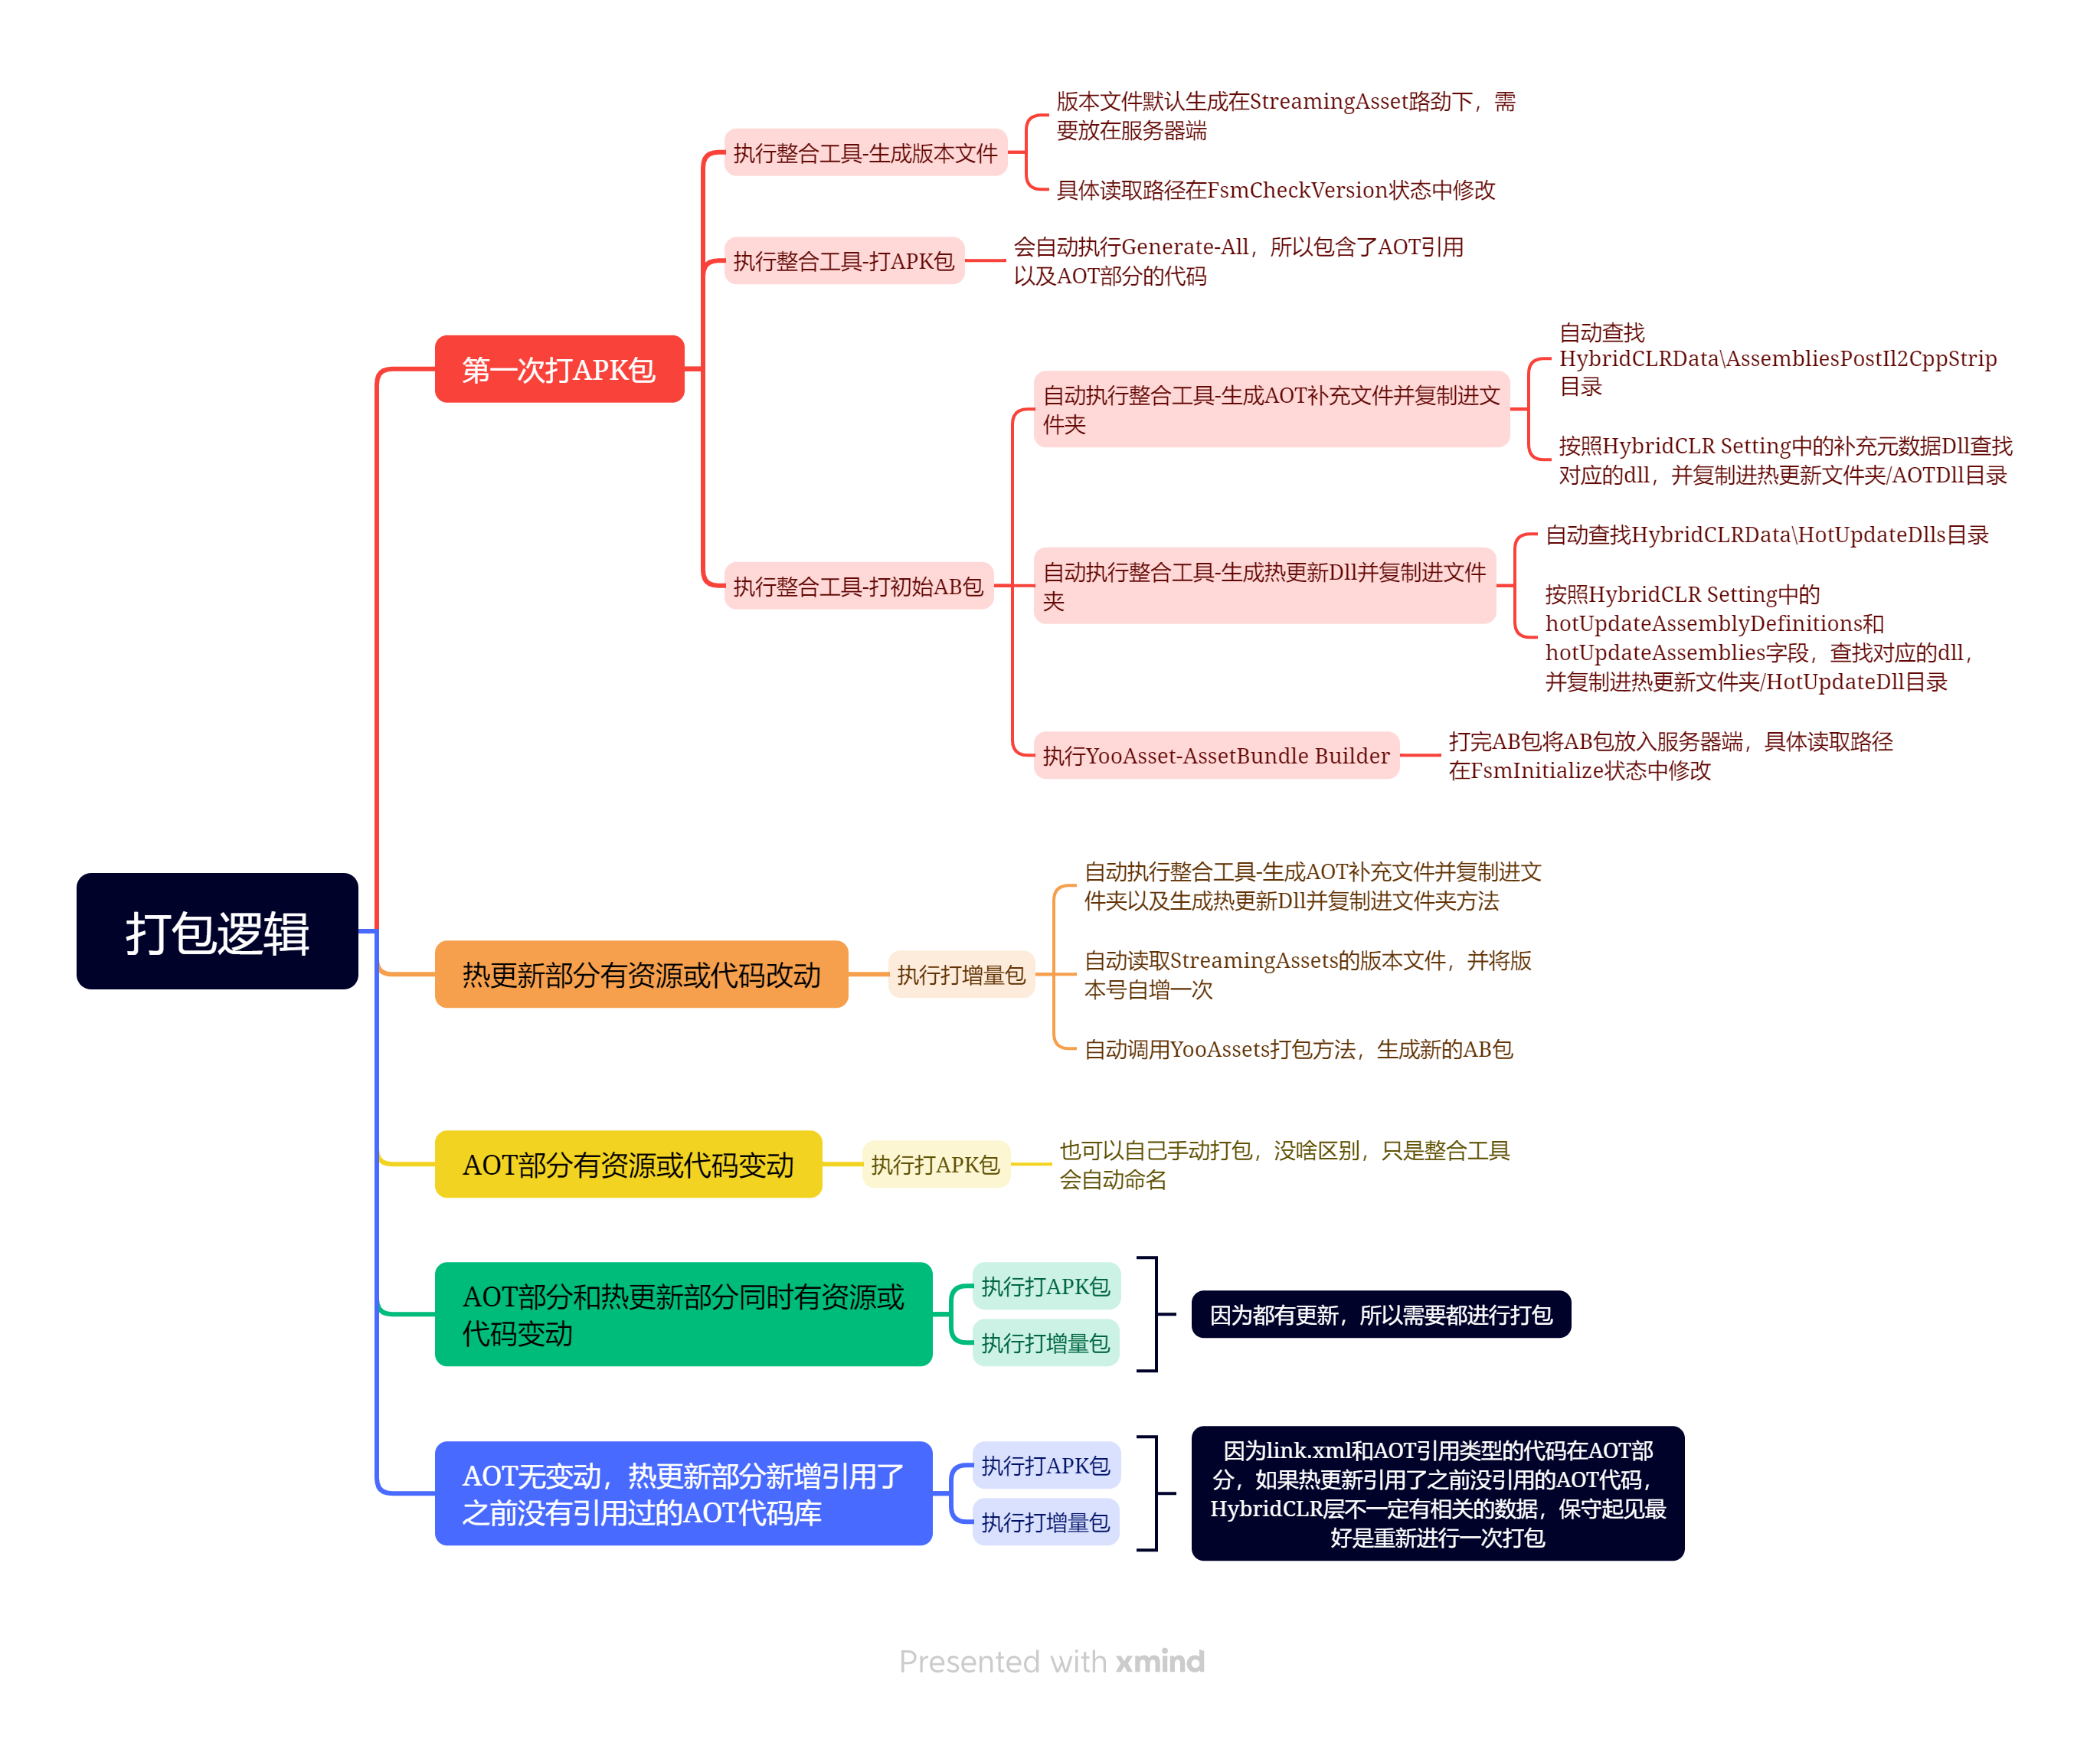 打包逻辑
第一次打APK包
执行整合工具-生成版本文件
版本文件默认生成在StreamingAsset路劲下，需
要放在服务器端
具体读取路径在FsmCheckVersion状态中修改
执行整合工具-打APK包
会自动执行Generate-All，所以包含了AOT引用
以及AOT部分的代码
执行整合工具-打初始AB包
自动执行整合工具-生成AOT补充文件并复制进文
件夹
自动查找
HybridCLRData\AssembliesPostIl2CppStrip
目录
按照HybridCLR Setting中的补充元数据Dll查找
对应的dll，并复制进热更新文件夹/AOTDll目录
自动执行整合工具-生成热更新Dll并复制进文件
夹
自动查找HybridCLRData\HotUpdateDlls目录
按照HybridCLR Setting中的
hotUpdateAssemblyDefinitions和
hotUpdateAssemblies字段，查找对应的dll，
并复制进热更新文件夹/HotUpdateDll目录
执行YooAsset-AssetBundle Builder
打完AB包将AB包放入服务器端，具体读取路径
在FsmInitialize状态中修改
热更新部分有资源或代码改动
执行打增量包
自动执行整合工具-生成AOT补充文件并复制进文
件夹以及生成热更新Dll并复制进文件夹方法
自动读取StreamingAssets的版本文件，并将版
本号自增一次
自动调用YooAssets打包方法，生成新的AB包
AOT部分有资源或代码变动
执行打APK包
也可以自己手动打包，没啥区别，只是整合工具
会自动命名
AOT部分和热更新部分同时有资源或
代码变动
执行打APK包
执行打增量包
因为都有更新，所以需要都进行打包
AOT无变动，热更新部分新增引用了
之前没有引用过的AOT代码库
执行打APK包
执行打增量包
因为link.xml和AOT引用类型的代码在AOT部
分，如果热更新引用了之前没引用的AOT代码，
HybridCLR层不一定有相关的数据，保守起见最
好是重新进行一次打包
Presented with xmind